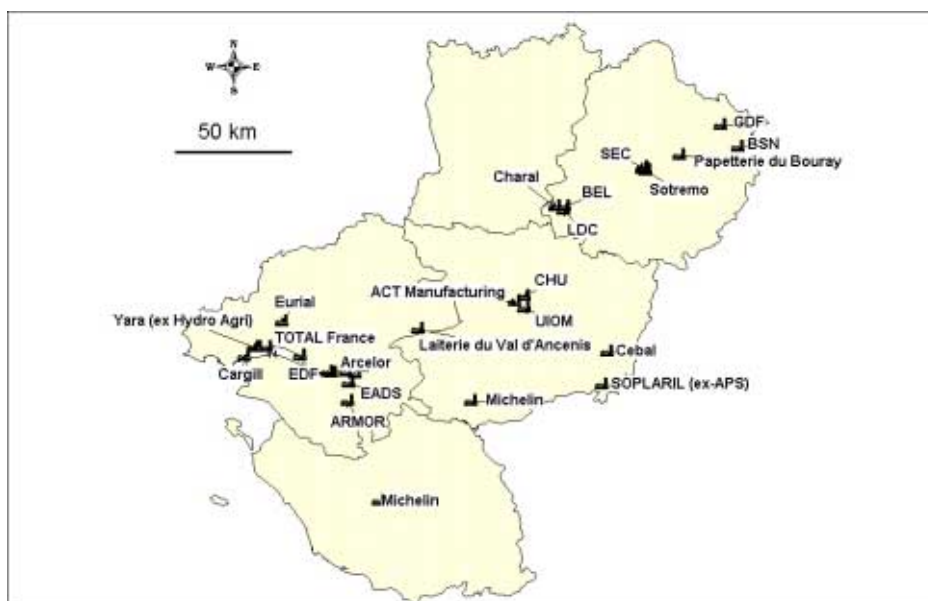 N
W E
S
50 km
GDF
BSN
SEC
Papetterie du Bouray
Charal
BEL
Sotremo
LDC
CHU
ACT Manufacturing
Eurial
UIOM
Yara (ex Hydro Agri)
TOTAL France
Laiterie du Val d'Ancenis
Cebal
Cargill
EDF
Arcelor
EADS
SOPLARIL (ex-APS)
Michelin
ARMOR
Michelin